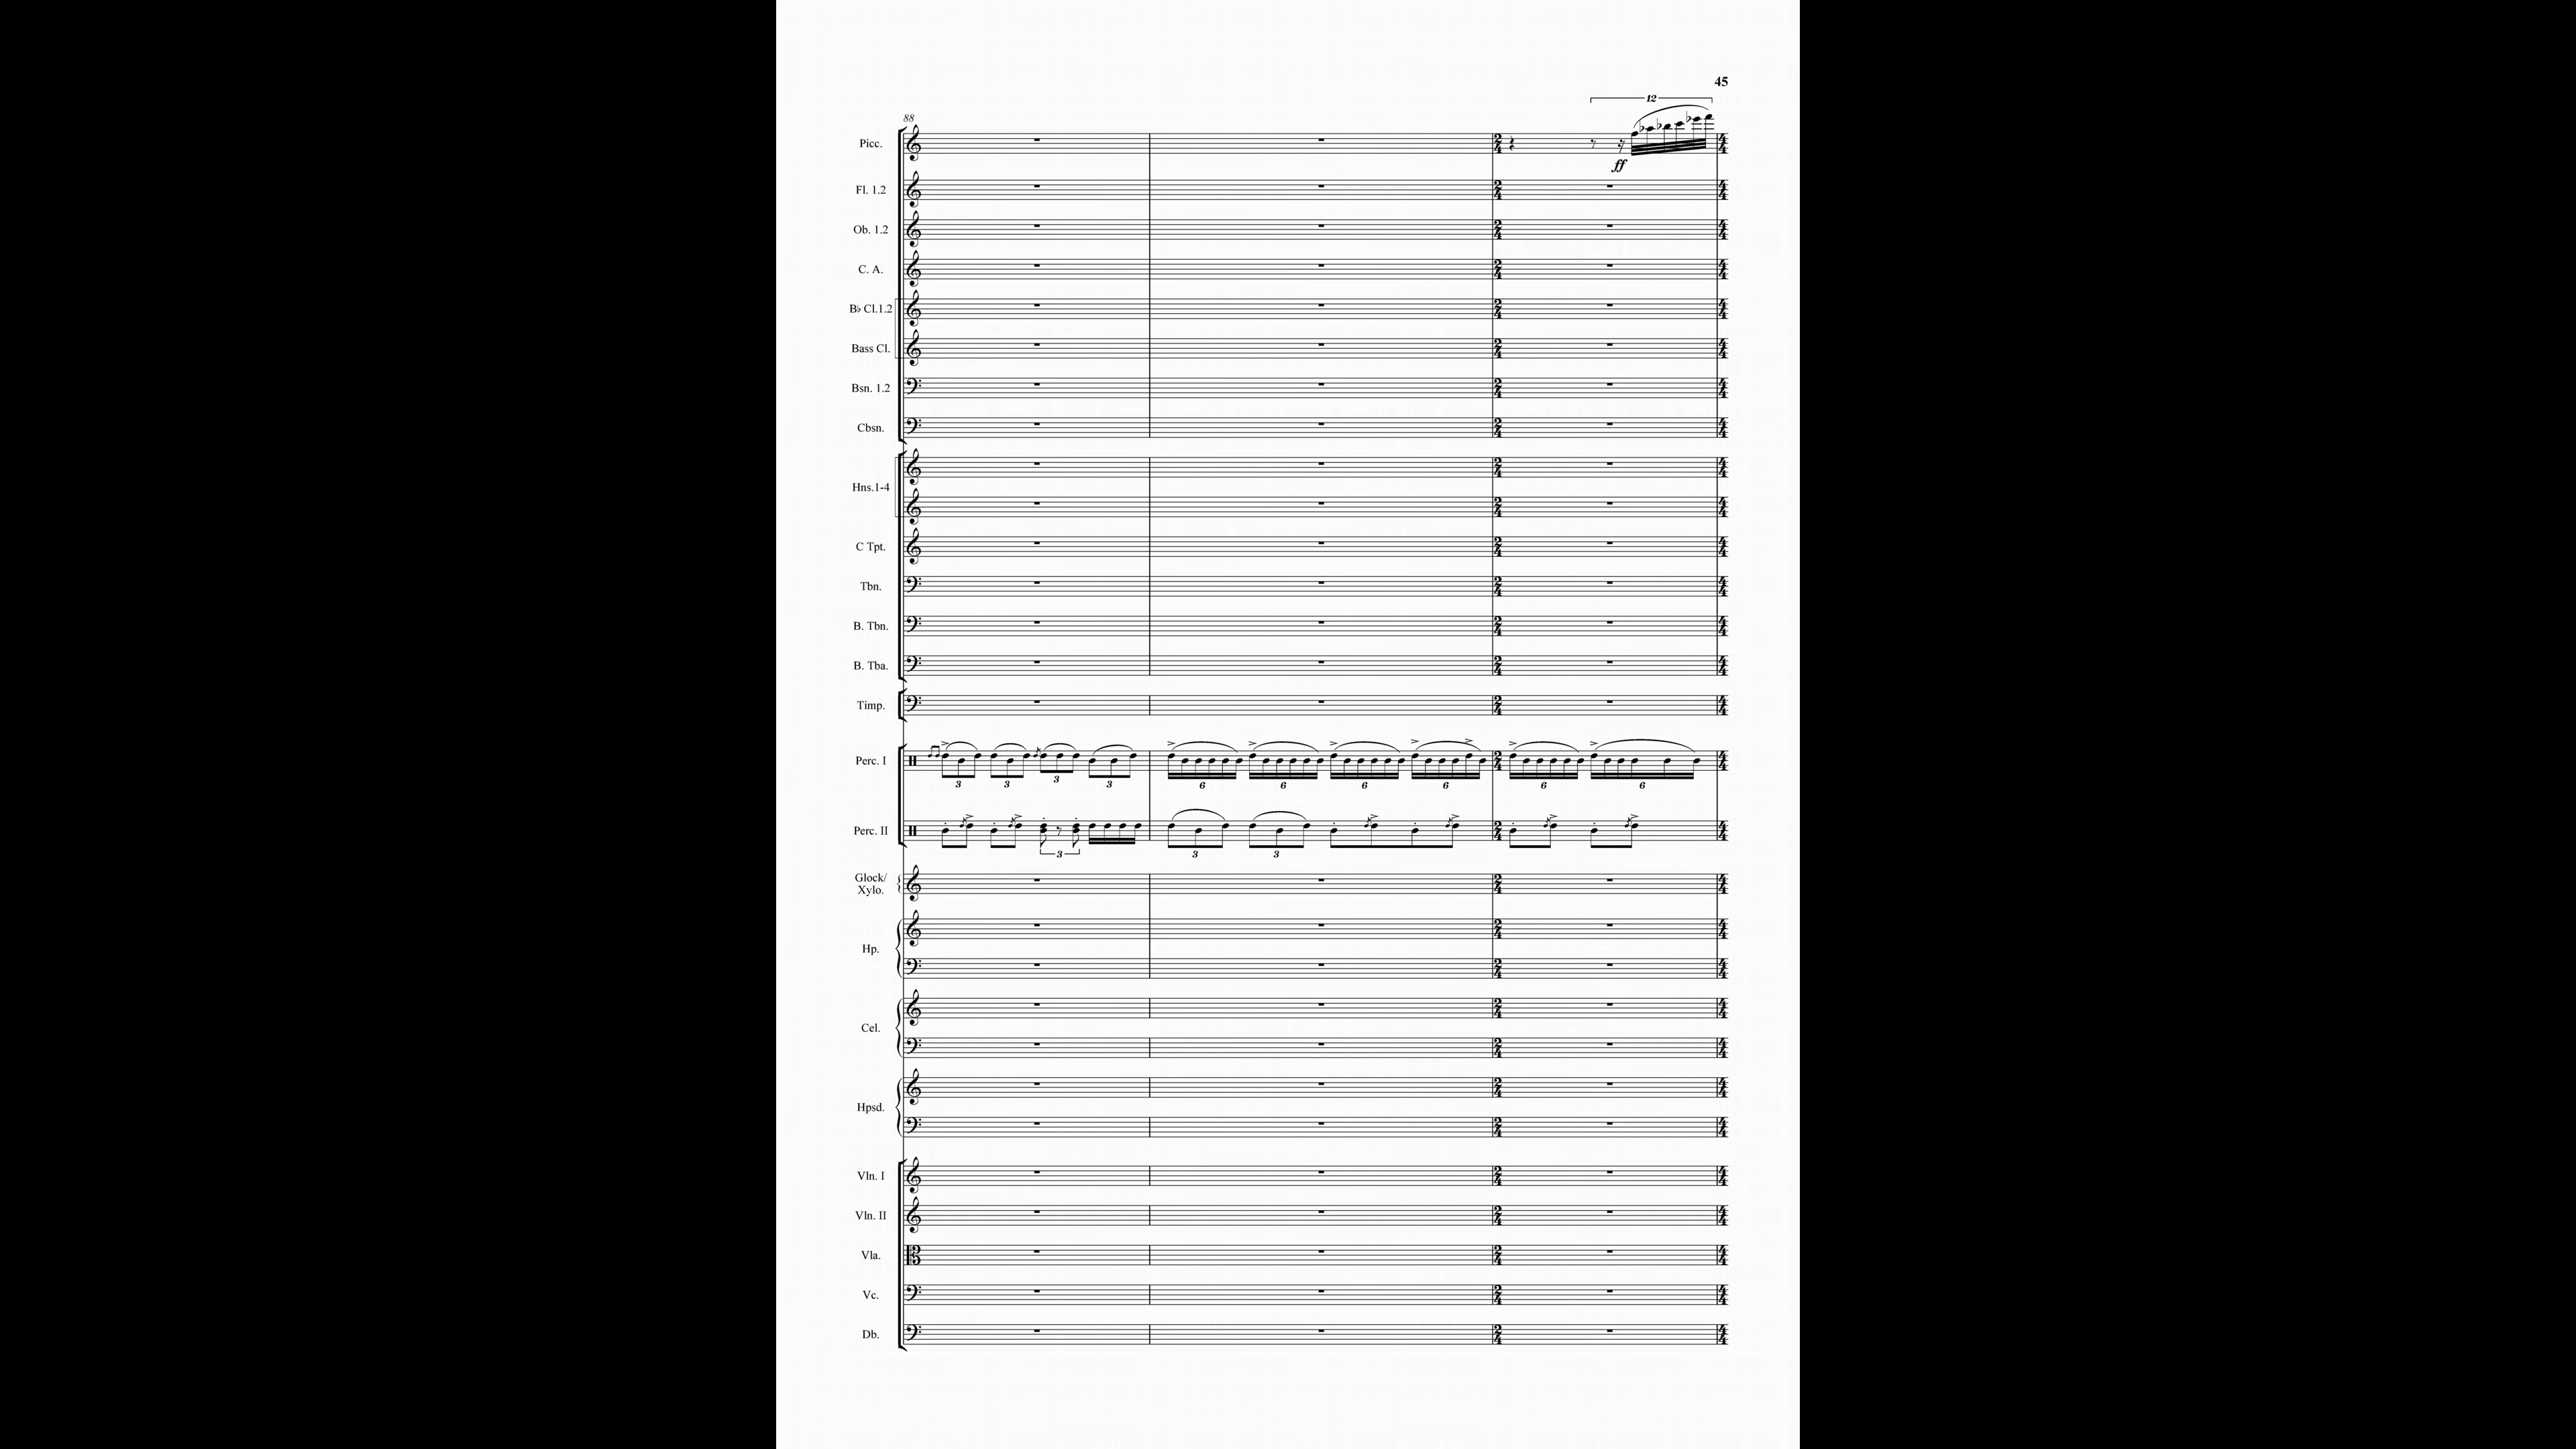 45
12
88
Picc.
ff
Fl. 1.2
Ob. 1.2
C. A.
B♭ Cl.1.2
Bass Cl.
Bsn. 1.2
Cbsn.
Hns.1-4
C Tpt.
Tbn.
B. Tbn.
B. Tba.
Timp.
Perc. I
3 3 3 3 6 6 6 6 6 6
Perc. II
3 3 3
Glock/
Xylo.
Hp.
Cel.
Hpsd.
Vln. I
Vln. II
Vla.
Vc.
Db.